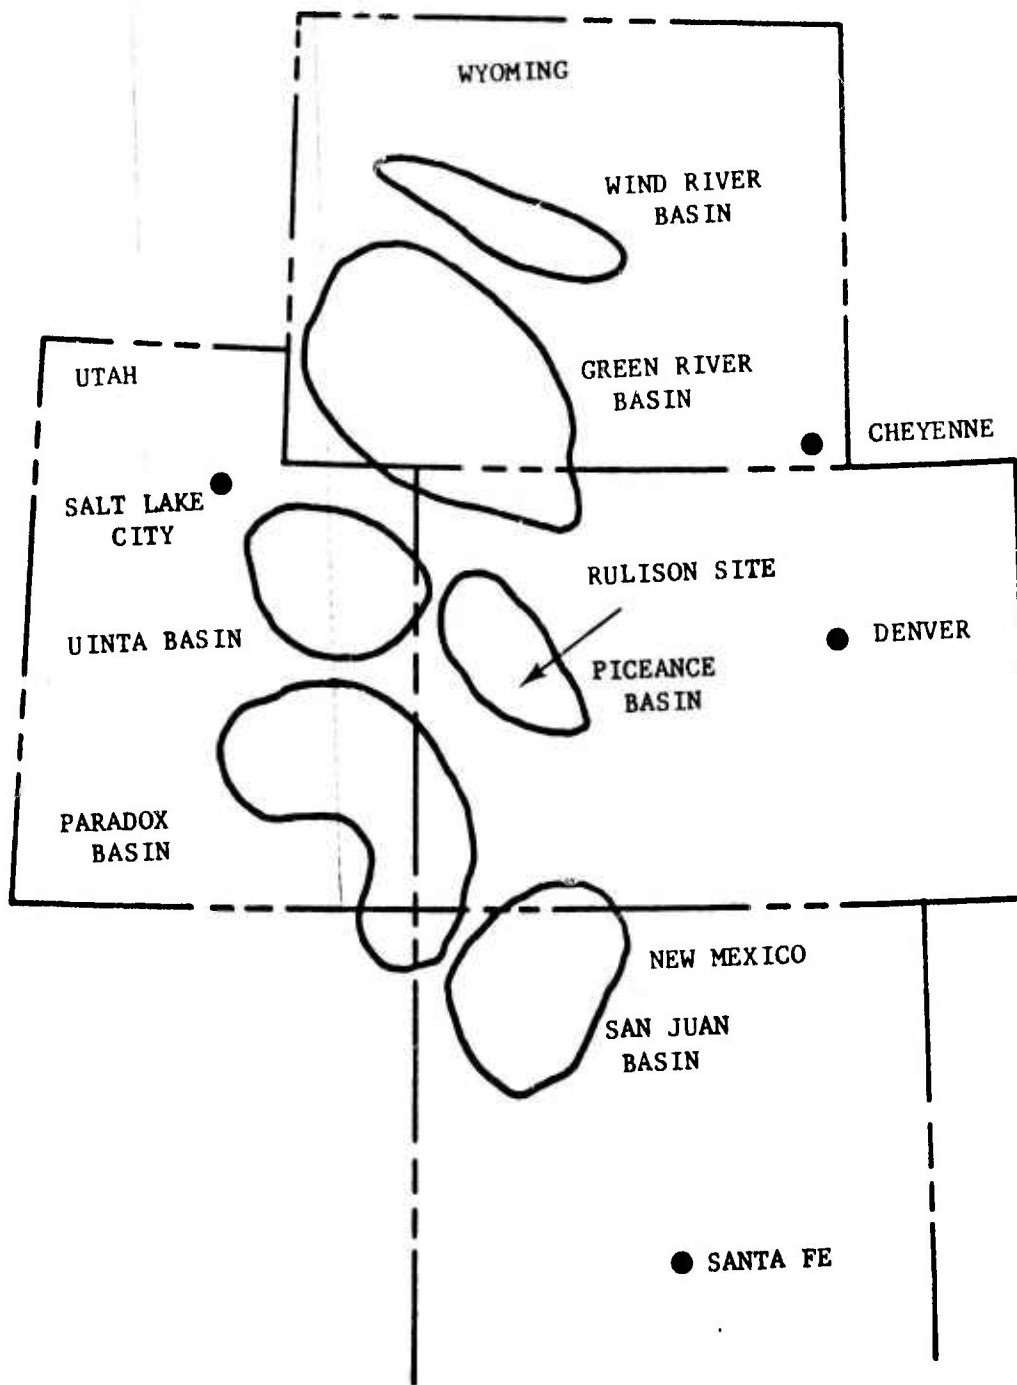 WYOMING
WIND RIVER
BASIN
GREEN RIVER
BASIN
UTAH
CHEYENNE
SALT LAKE
CITY
RULISON SITE
UINTA BASIN
DENVER
PICEANCE
BASIN
PARADOX
BASIN
NEW MEXICO
SAN JUAN
BASIN
SANTA FE